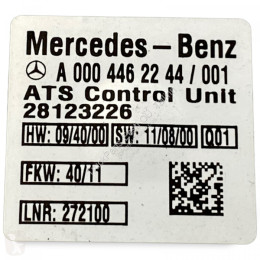 Mercedes-Benz
A 000 446 22 44 / 001
ATS Control Unit
28123226
HW: 09/40/00 SW: 11/08/00 Q01
FKW: 40/11
LNR: 272100